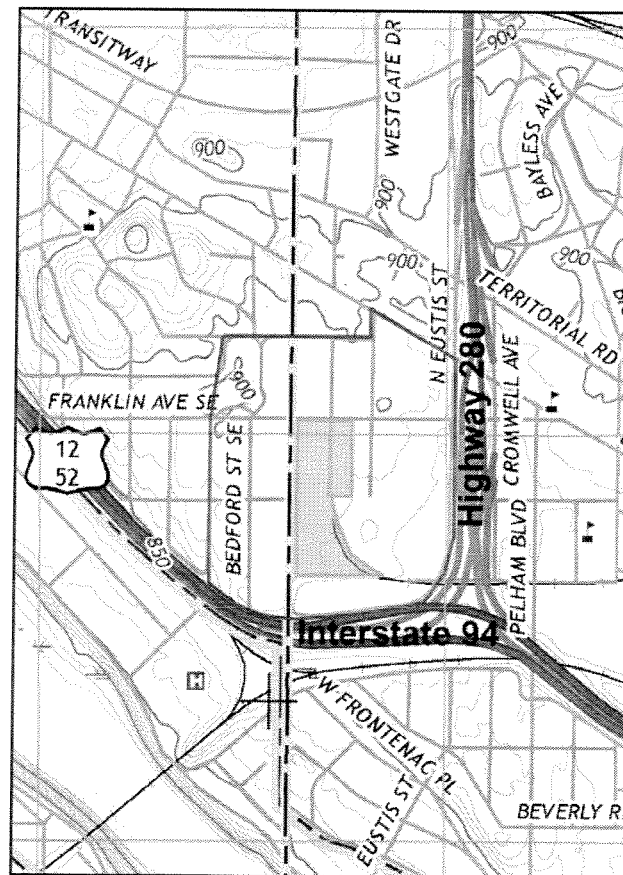 TRANSITWAY
WESTGATE DR
900
BAYLESS AVE
900
900
900
900
N EUSTIS ST
TERRITORIAL RD
Highway 280
CROMWELL AVE
FRANKLIN AVE SE
900
12
52
BEDFORD ST SE
850
PELHAM BLVD
Interstate 94
H
W FRONTENAC PL
EUSTIS ST
BEVERLY R